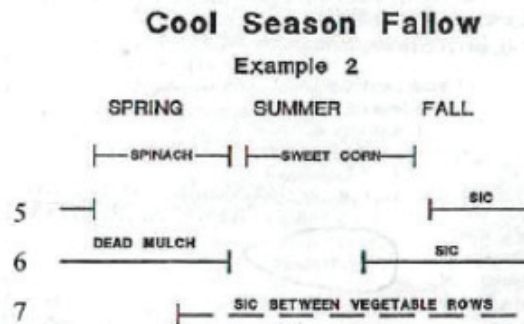 Cool Season Fallow
Example 2
SPRING SUMMER FALL
SPINACH SWEET CORN
5 SIC
6 DEAD MULCH SIC
7 SIC BETWEEN VEGETABLE ROWS